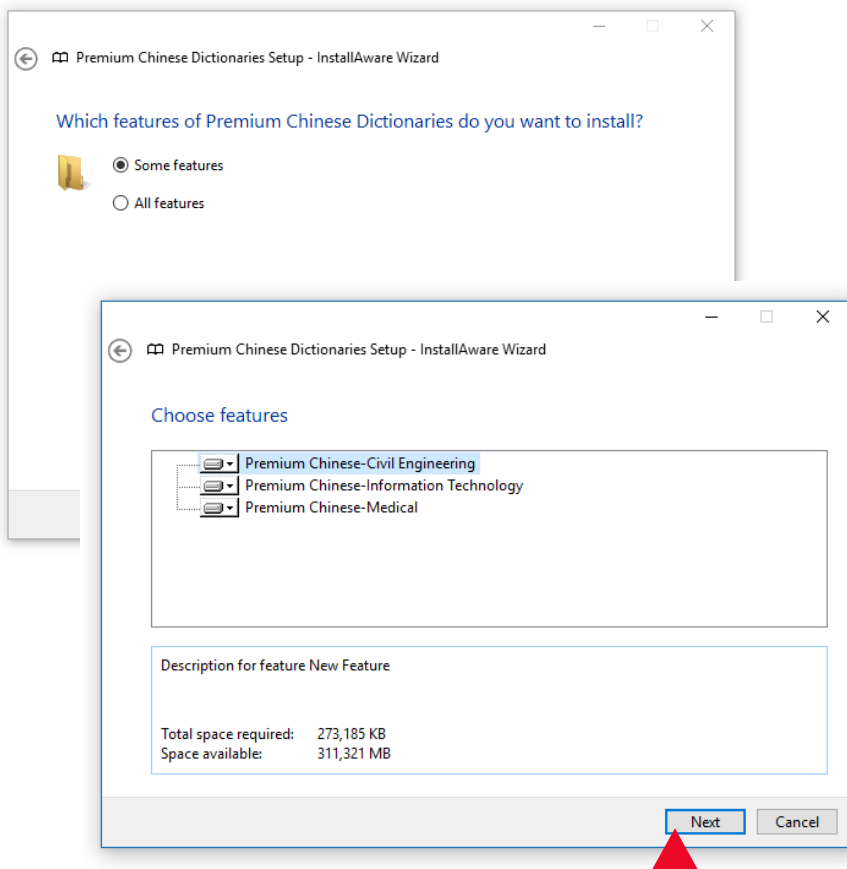 Premium Chinese Dictionaries Setup - InstallAware Wizard
Which features of Premium Chinese Dictionaries do you want to install?
Some features
All features
Premium Chinese Dictionaries Setup - InstallAware Wizard
Choose features
Premium Chinese-Civil Engineering
Premium Chinese-Information Technology
Premium Chinese-Medical
Description for feature New Feature
Total space required: 273,185 KB
Space available: 311,321 MB
Next Cancel